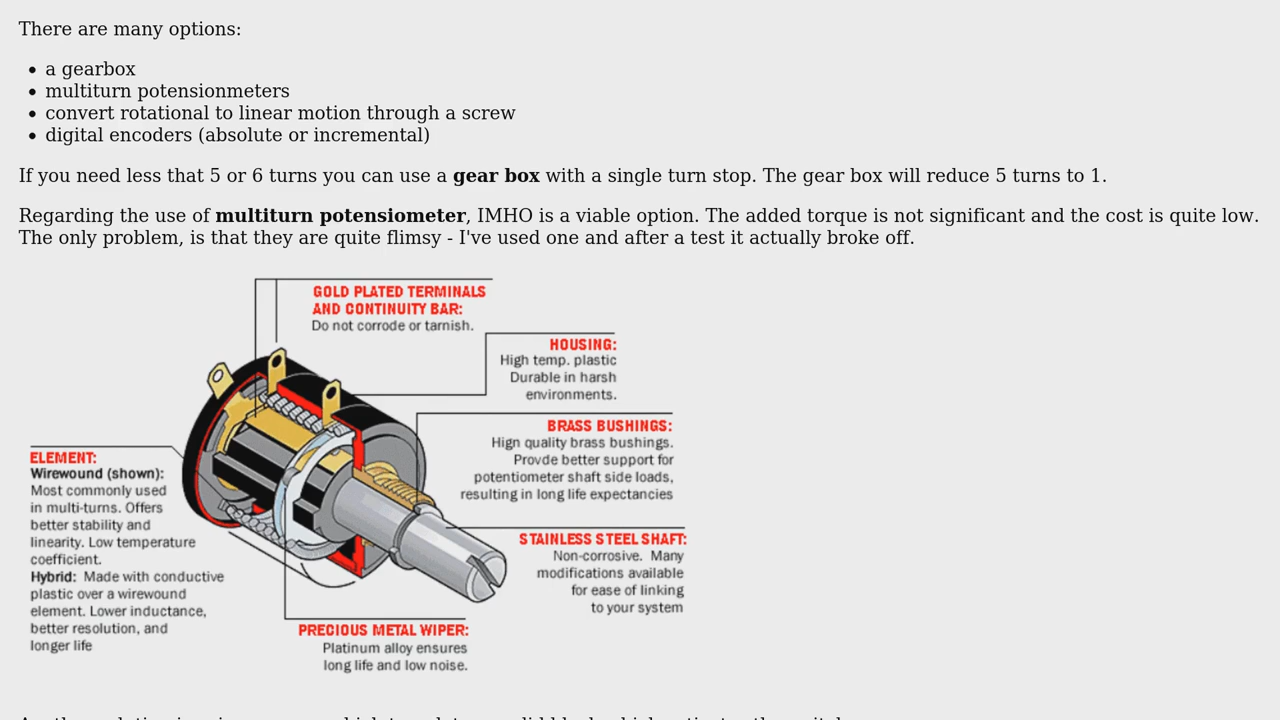 There are many options:
• a gearbox
• multiturn potensionmeters
• convert rotational to linear motion through a screw
• digital encoders (absolute or incremental)
If you need less that 5 or 6 turns you can use a gear box with a single turn stop. The gear box will reduce 5 turns to 1.
Regarding the use of multiturn potensiometer, IMHO is a viable option. The added torque is not significant and the cost is quite low.
The only problem, is that they are quite flimsy - I've used one and after a test it actually broke off.
GOLD PLATED TERMINALS
AND CONTINUITY BAR:
Do not corrode or tarnish.
HOUSING:
High temp. plastic
Durable in harsh
environments.
BRASS BUSHINGS:
Hign quality brass bushings.
Provde better support for
potentiometer shaft side loads,
resulting in long life expectancies
ELEMENT:
Wirewound (shown):
Most commonly used
in multi-turns. Offers
better stability and
linearity. Low temperature
coefficient.
Hybrid: Made with conductive
plastic over a wirewound
element. Lower inductance,
better resolution, and
longer life
STAINLESS STEEL SHAFT:
Non-corrosive. Many
modifications available
for ease of linking
to your system
PRECIOUS METAL WIPER:
Platinum alloy ensures
long life and low noise.